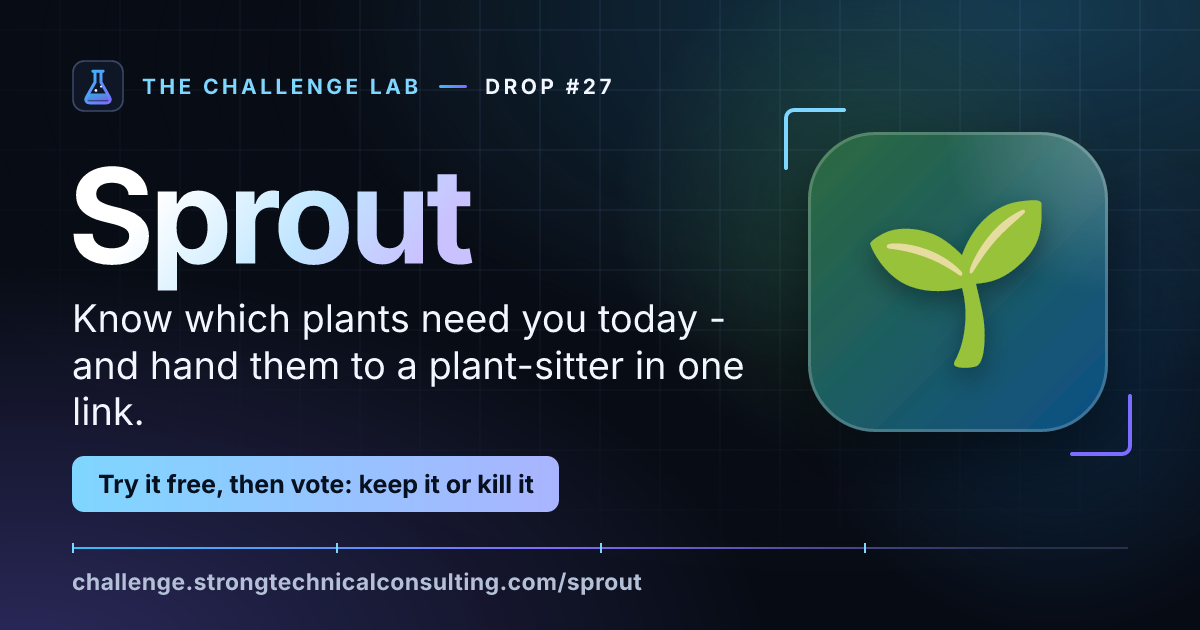 THE CHALLENGE LAB — DROP #27
Sprout
Know which plants need you today -
and hand them to a plant-sitter in one
link.
Try it free, then vote: keep it or kill it
challenge.strongtechnicalconsulting.com/sprout